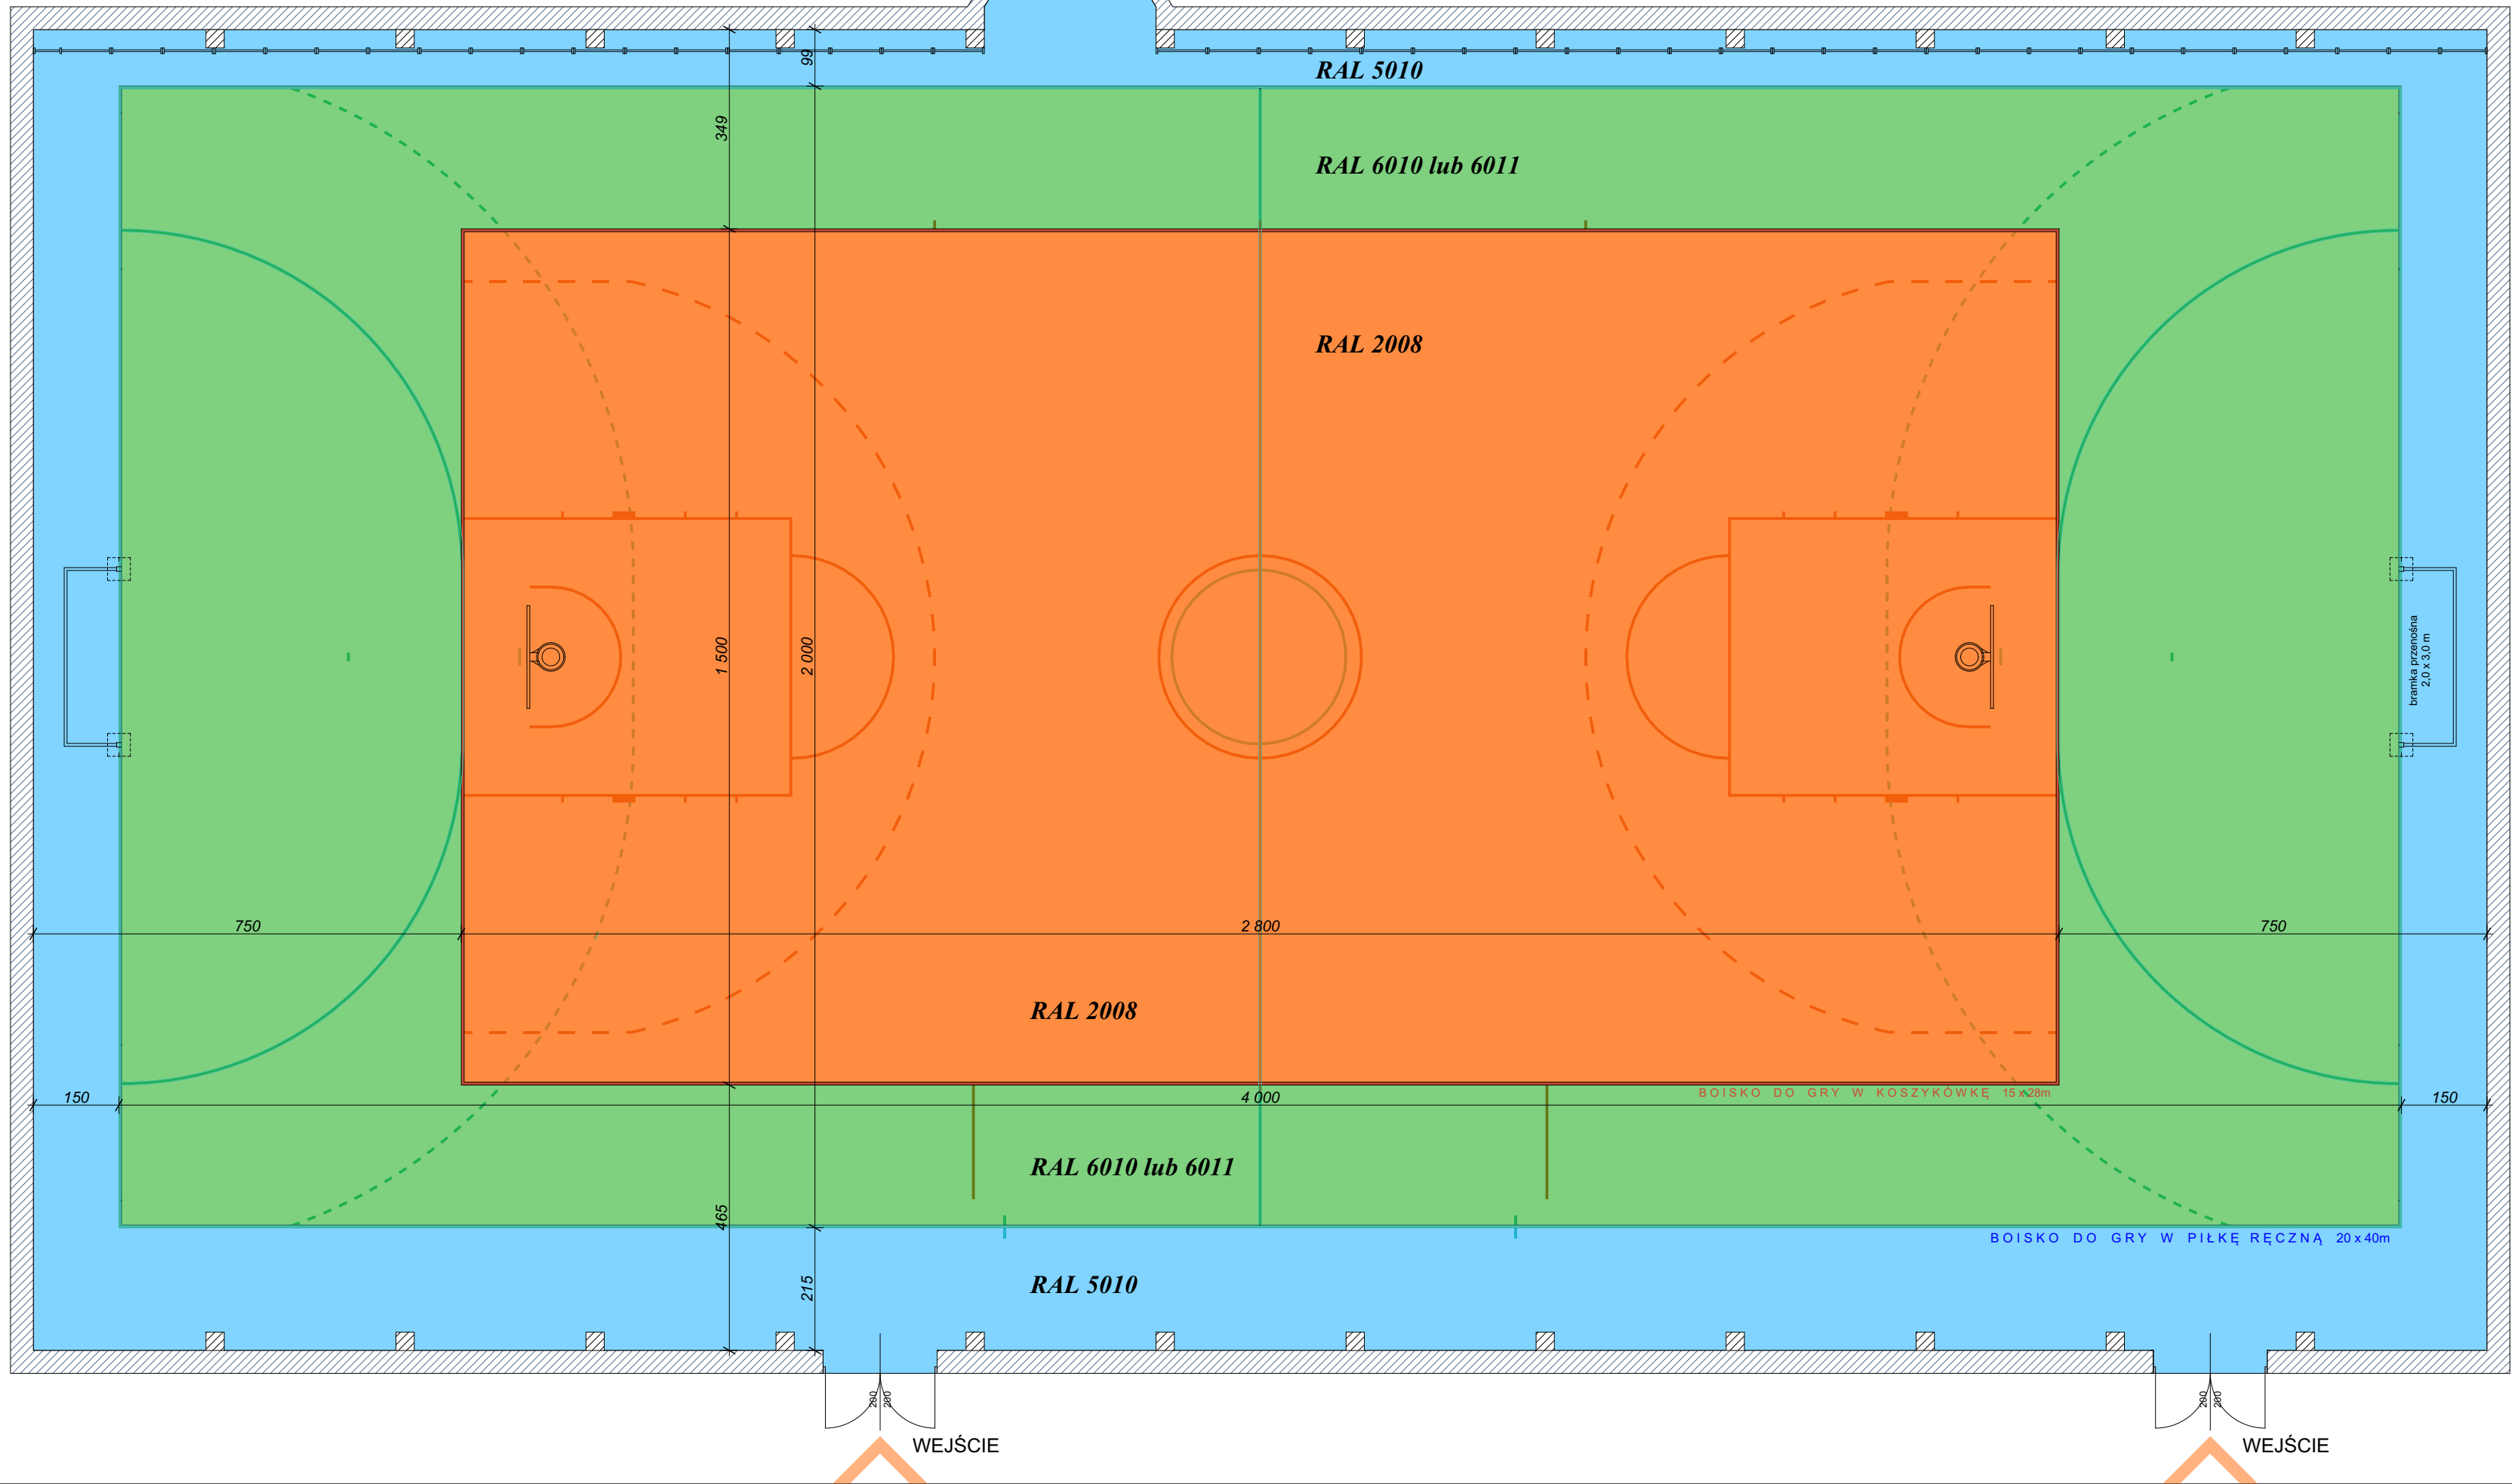 99
RAL 5010
349
RAL 6010 lub 6011
RAL 2008
1 500
2 000
bramka przenośna
2,0 x 3,0 m
750
2 800
750
RAL 2008
BOISKO DO GRY W KOSZYKÓWKĘ 15 x 28m
150
4 000
150
RAL 6010 lub 6011
465
BOISKO DO GRY W PIŁKĘ RĘCZNĄ 20 x 40m
215
RAL 5010
200
200
200
200
WEJŚCIE
WEJŚCIE